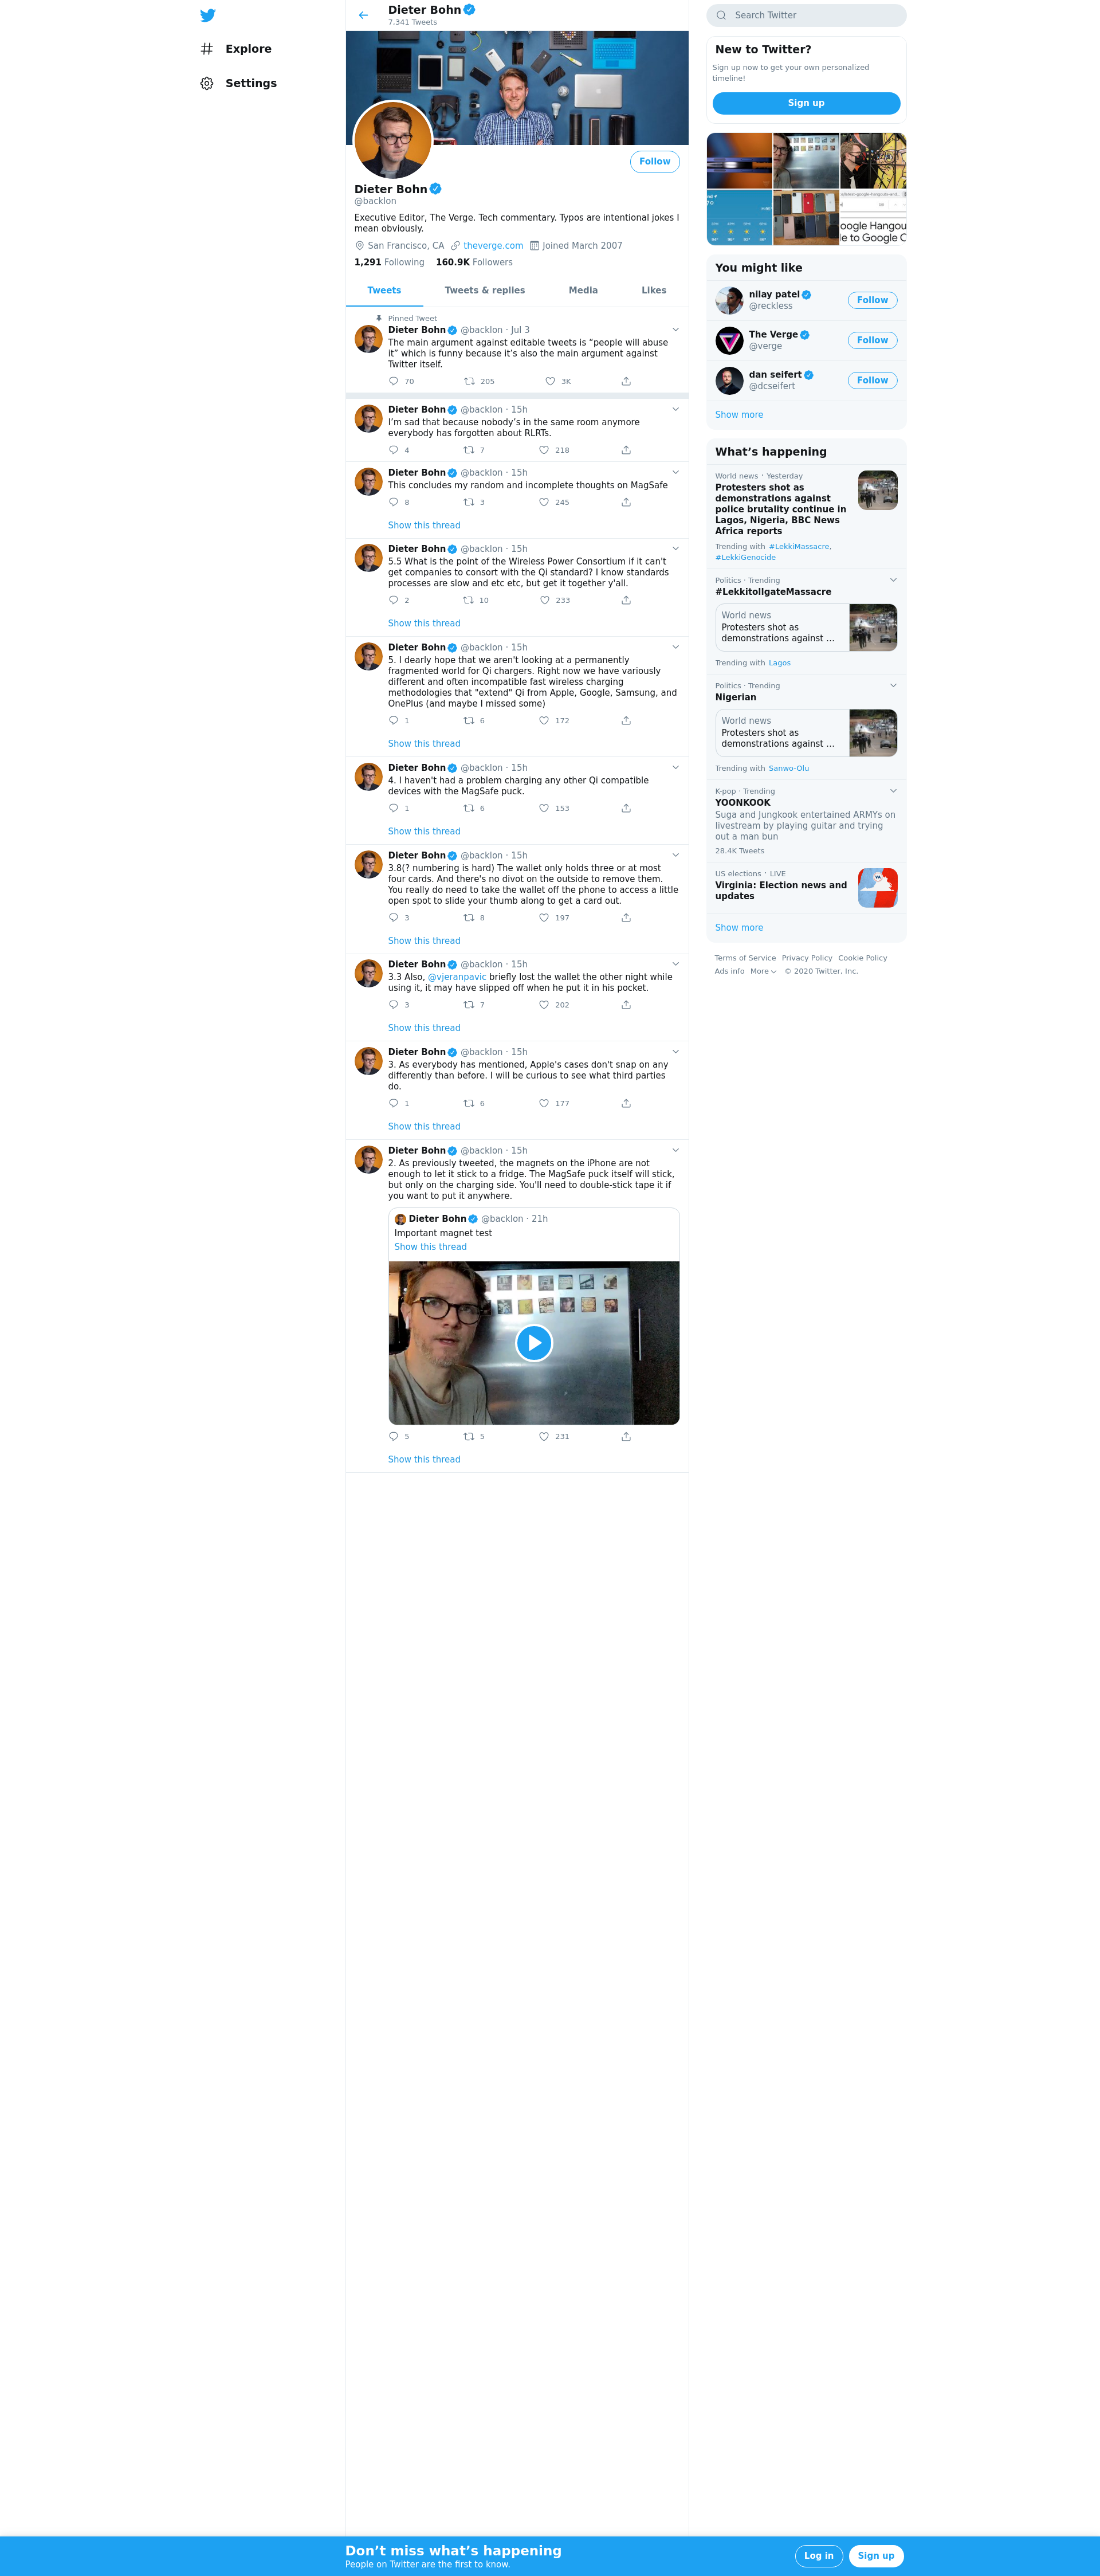 Explore
Settings
Dieter Bohn
7,341 Tweets
Follow
Dieter Bohn
@backlon
Executive Editor, The Verge. Tech commentary. Typos are intentional jokes I
mean obviously.
San Francisco, CA theverge.com Joined March 2007
1,291 Following 160.9K Followers
Tweets Tweets & replies Media Likes
Pinned Tweet
Dieter Bohn @backlon · Jul 3
The main argument against editable tweets is “people will abuse
it” which is funny because it’s also the main argument against
Twitter itself.
70 205 3K
Dieter Bohn @backlon · 15h
I’m sad that because nobody’s in the same room anymore
everybody has forgotten about RLRTs.
4 7 218
Dieter Bohn @backlon · 15h
This concludes my random and incomplete thoughts on MagSafe
8 3 245
Show this thread
Dieter Bohn @backlon · 15h
5.5 What is the point of the Wireless Power Consortium if it can't
get companies to consort with the Qi standard? I know standards
processes are slow and etc etc, but get it together y'all.
2 10 233
Show this thread
Dieter Bohn @backlon · 15h
5. I dearly hope that we aren't looking at a permanently
fragmented world for Qi chargers. Right now we have variously
different and often incompatible fast wireless charging
methodologies that "extend" Qi from Apple, Google, Samsung, and
OnePlus (and maybe I missed some)
1 6 172
Show this thread
Dieter Bohn @backlon · 15h
4. I haven't had a problem charging any other Qi compatible
devices with the MagSafe puck.
1 6 153
Show this thread
Dieter Bohn @backlon · 15h
3.8(? numbering is hard) The wallet only holds three or at most
four cards. And there's no divot on the outside to remove them.
You really do need to take the wallet off the phone to access a little
open spot to slide your thumb along to get a card out.
3 8 197
Show this thread
Dieter Bohn @backlon · 15h
3.3 Also, @vjeranpavic briefly lost the wallet the other night while
using it, it may have slipped off when he put it in his pocket.
3 7 202
Show this thread
Dieter Bohn @backlon · 15h
3. As everybody has mentioned, Apple's cases don't snap on any
differently than before. I will be curious to see what third parties
do.
1 6 177
Show this thread
Dieter Bohn @backlon · 15h
2. As previously tweeted, the magnets on the iPhone are not
enough to let it stick to a fridge. The MagSafe puck itself will stick,
but only on the charging side. You'll need to double-stick tape it if
you want to put it anywhere.
Dieter Bohn @backlon · 21h
Important magnet test
Show this thread
5 5 231
Show this thread
Search Twitter
New to Twitter?
Sign up now to get your own personalized
timeline!
Sign up
oogle Hangou
le to Google C
You might like
nilay patel
@reckless
Follow
The Verge
@verge
Follow
dan seifert
@dcseifert
Follow
Show more
What’s happening
World news · Yesterday
Protesters shot as
demonstrations against
police brutality continue in
Lagos, Nigeria, BBC News
Africa reports
Trending with #LekkiMassacre,
#LekkiGenocide
Politics · Trending
#LekkitollgateMassacre
World news
Protesters shot as
demonstrations against ...
Trending with Lagos
Politics · Trending
Nigerian
World news
Protesters shot as
demonstrations against ...
Trending with Sanwo-Olu
K-pop · Trending
YOONKOOK
Suga and Jungkook entertained ARMYs on
livestream by playing guitar and trying
out a man bun
28.4K Tweets
US elections · LIVE
Virginia: Election news and
updates
VA
Show more
Terms of Service Privacy Policy Cookie Policy
Ads info More © 2020 Twitter, Inc.
Don’t miss what’s happening
People on Twitter are the first to know.
Log in Sign up